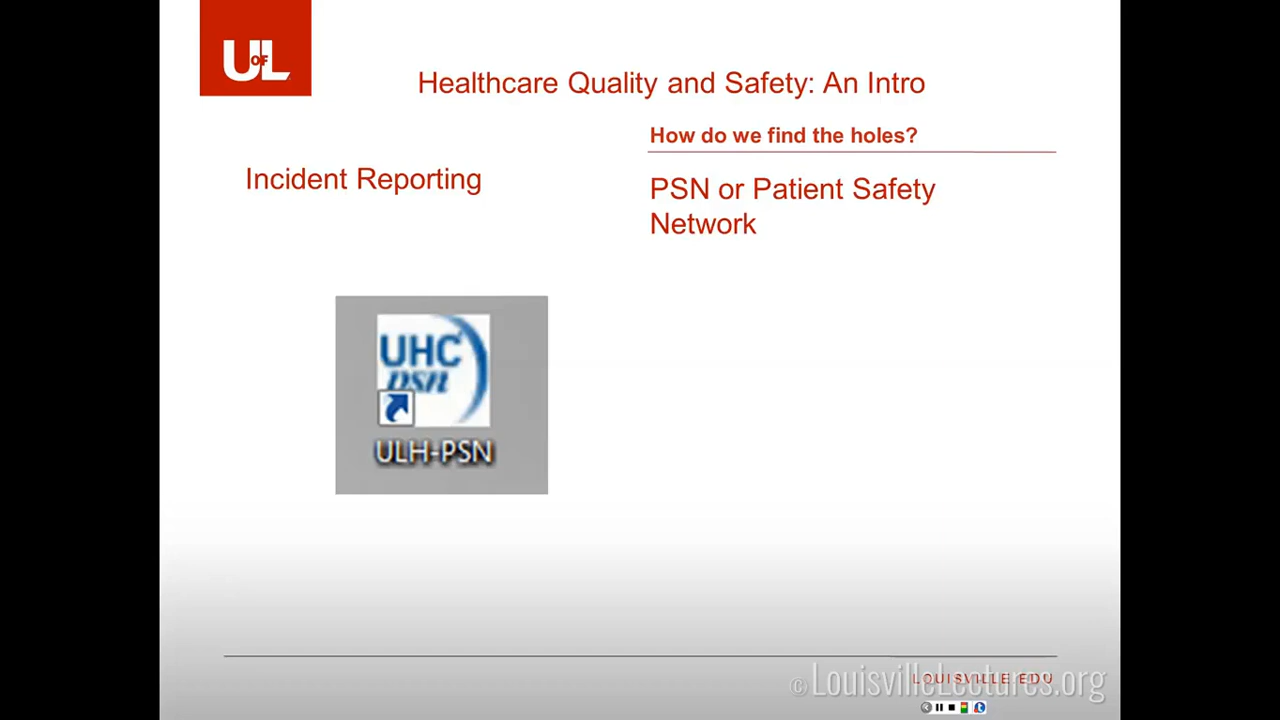 UofL
Healthcare Quality and Safety: An Intro
How do we find the holes?
Incident Reporting
PSN or Patient Safety
Network
UHC
PSN
ULH-PSN
LOUISVILLE.EDU
© LouisvilleLectures.org